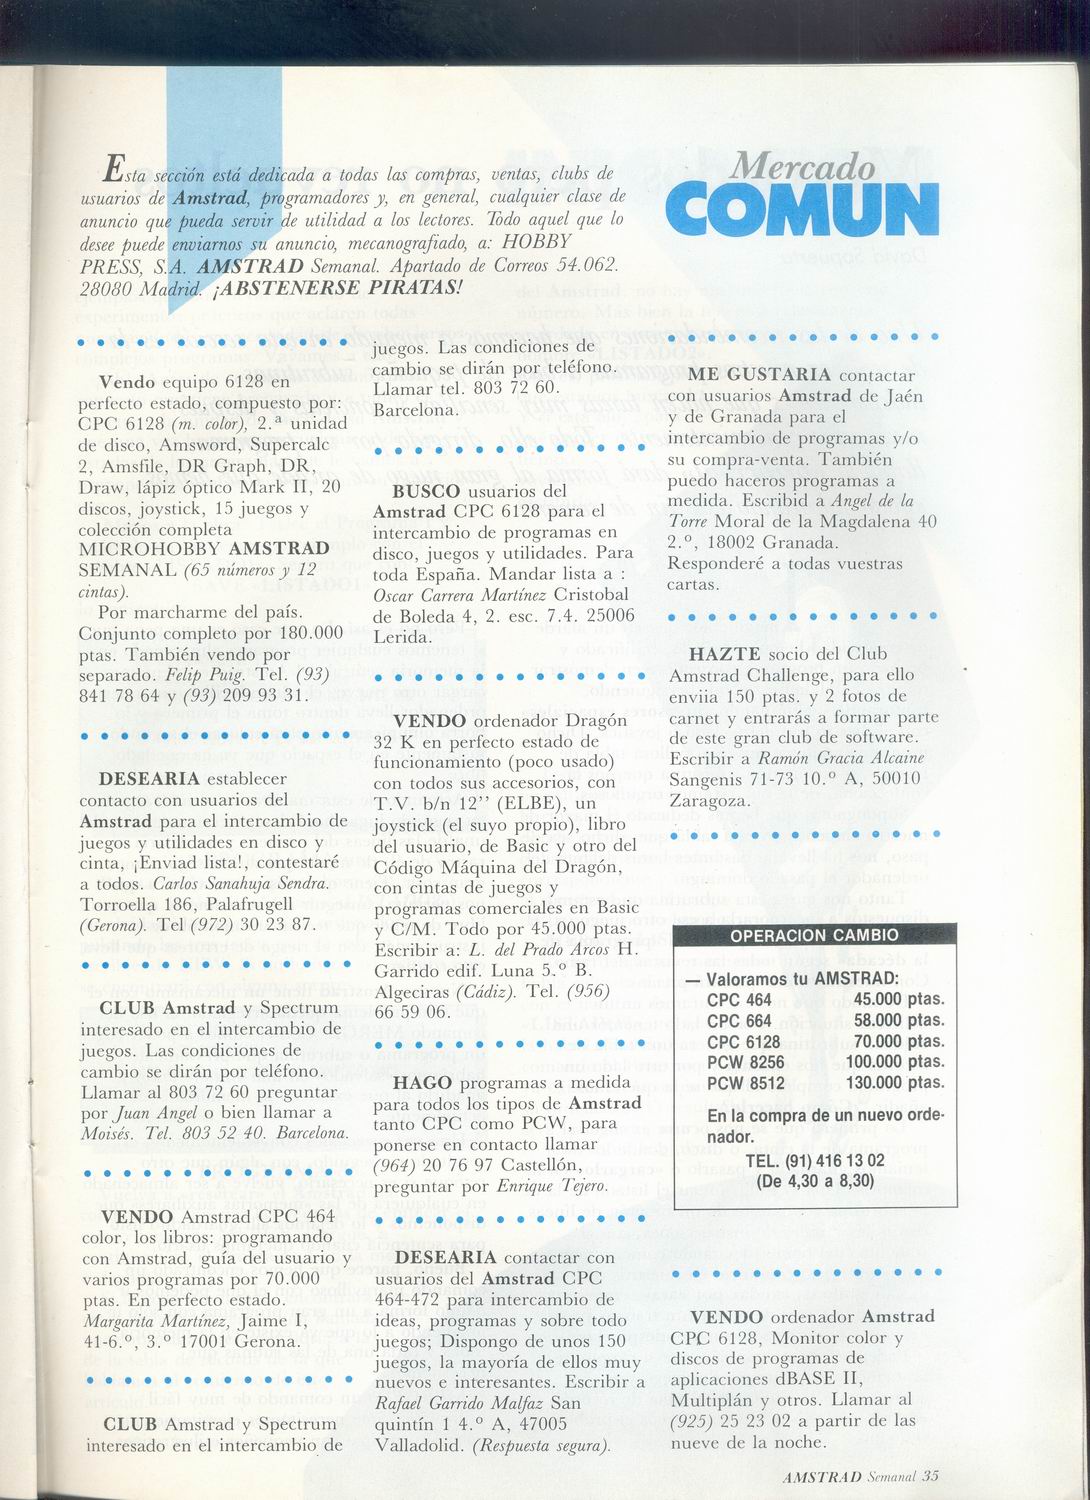 Esta sección está dedicada a todas las compras, ventas, clubs de
usuarios de Amstrad, programadores y, en general, cualquier clase de
anuncio que pueda servir de utilidad a los lectores. Todo aquel que lo
desee puede enviarnos su anuncio, mecanografiado, a: HOBBY
PRESS, S.A. AMSTRAD Semanal. Apartado de Correos 54.062.
28080 Madrid. ¡ABSTENERSE PIRATAS!
Mercado
COMUN
Vendo equipo 6128 en
perfecto estado, compuesto por:
CPC 6128 (m. color), 2.ª unidad
de disco, Amsword, Supercalc
2, Amsfile, DR Graph, DR,
Draw, lápiz óptico Mark II, 20
discos, joystick, 15 juegos y
colección completa
MICROHOBBY AMSTRAD
SEMANAL (65 números y 12
cintas).
Por marcharme del país.
Conjunto completo por 180.000
ptas. También vendo por
separado. Felip Puig. Tel. (93)
841 78 64 y (93) 209 93 31.
DESEARIA establecer
contacto con usuarios del
Amstrad para el intercambio de
juegos y utilidades en disco y
cinta, ¡Enviad lista!, contestaré
a todos. Carlos Sanahuja Sendra.
Torroella 186, Palafrugell
(Gerona). Tel (972) 30 23 87.
CLUB Amstrad y Spectrum
interesado en el intercambio de
juegos. Las condiciones de
cambio se dirán por teléfono.
Llamar al 803 72 60 preguntar
por Juan Angel o bien llamar a
Moisés. Tel. 803 52 40. Barcelona.
VENDO Amstrad CPC 464
color, los libros: programando
con Amstrad, guía del usuario y
varios programas por 70.000
ptas. En perfecto estado.
Margarita Martínez, Jaime I,
41-6.º, 3.º 17001 Gerona.
CLUB Amstrad y Spectrum
interesado en el intercambio de
juegos. Las condiciones de
cambio se dirán por teléfono.
Llamar tel. 803 72 60.
Barcelona.
BUSCO usuarios del
Amstrad CPC 6128 para el
intercambio de programas en
disco, juegos y utilidades. Para
toda España. Mandar lista a :
Oscar Carrera Martínez Cristobal
de Boleda 4, 2. esc. 7.4. 25006
Lerida.
VENDO ordenador Dragón
32 K en perfecto estado de
funcionamiento (poco usado)
con todos sus accesorios, con
T.V. b/n 12’’ (ELBE), un
joystick (el suyo propio), libro
del usuario, de Basic y otro del
Código Máquina del Dragón,
con cintas de juegos y
programas comerciales en Basic
y C/M. Todo por 45.000 ptas.
Escribir a: L. del Prado Arcos H.
Garrido edif. Luna 5.º B.
Algeciras (Cádiz). Tel. (956)
66 59 06.
HAGO programas a medida
para todos los tipos de Amstrad
tanto CPC como PCW, para
ponerse en contacto llamar
(964) 20 76 97 Castellón,
preguntar por Enrique Tejero.
DESEARIA contactar con
usuarios del Amstrad CPC
464-472 para intercambio de
ideas, programas y sobre todo
juegos; Dispongo de unos 150
juegos, la mayoría de ellos muy
nuevos e interesantes. Escribir a
Rafael Garrido Malfaz San
quintín 1 4.º A, 47005
Valladolid. (Respuesta segura).
ME GUSTARIA contactar
con usuarios Amstrad de Jaén
y de Granada para el
intercambio de programas y/o
su compra-venta. También
puedo haceros programas a
medida. Escribid a Angel de la
Torre Moral de la Magdalena 40
2.º, 18002 Granada.
Responderé a todas vuestras
cartas.
HAZTE socio del Club
Amstrad Challenge, para ello
enviia 150 ptas. y 2 fotos de
carnet y entrarás a formar parte
de este gran club de software.
Escribir a Ramón Gracia Alcaine
Sangenis 71-73 10.º A, 50010
Zaragoza.
OPERACION CAMBIO
— Valoramos tu AMSTRAD:
CPC 464 45.000 ptas.
CPC 664 58.000 ptas.
CPC 6128 70.000 ptas.
PCW 8256 100.000 ptas.
PCW 8512 130.000 ptas.
En la compra de un nuevo orde-
nador.
TEL. (91) 416 13 02
(De 4,30 a 8,30)
VENDO ordenador Amstrad
CPC 6128, Monitor color y
discos de programas de
aplicaciones dBASE II,
Multiplán y otros. Llamar al
(925) 25 23 02 a partir de las
nueve de la noche.
AMSTRAD Semanal 35